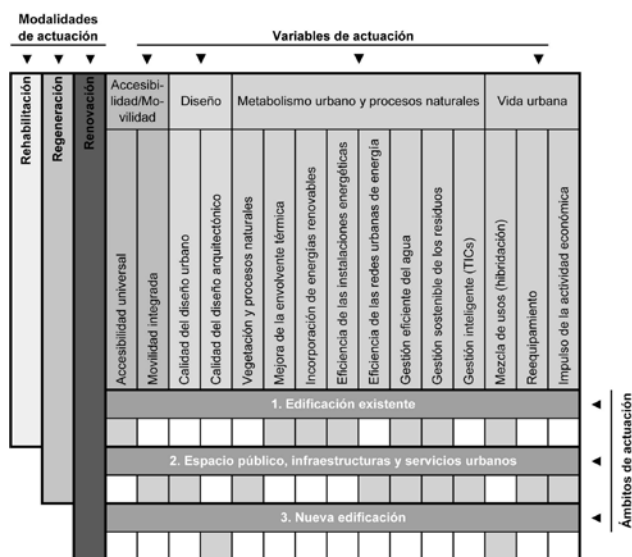 Modalidades
de actuación
Variables de actuación
Rehabilitación
Regeneración
Renovación
Accesibi-
lidad/Mo-
vilidad
Diseño
Metabolismo urbano y procesos naturales
Vida urbana
Accesibilidad universal
Movilidad integrada
Calidad del diseño urbano
Calidad del diseño arquitectónico
Vegetación y procesos naturales
Mejora de la envolvente térmica
Incorporación de energías renovables
Eficiencia de las instalaciones energéticas
Eficiencia de las redes urbanas de energía
Gestión eficiente del agua
Gestión sostenible de los residuos
Gestión inteligente (TICs)
Mezcla de usos (hibridación)
Reequipamiento
Impulso de la actividad económica
1. Edificación existente
2. Espacio público, infraestructuras y servicios urbanos
3. Nueva edificación
Ámbitos de actuación